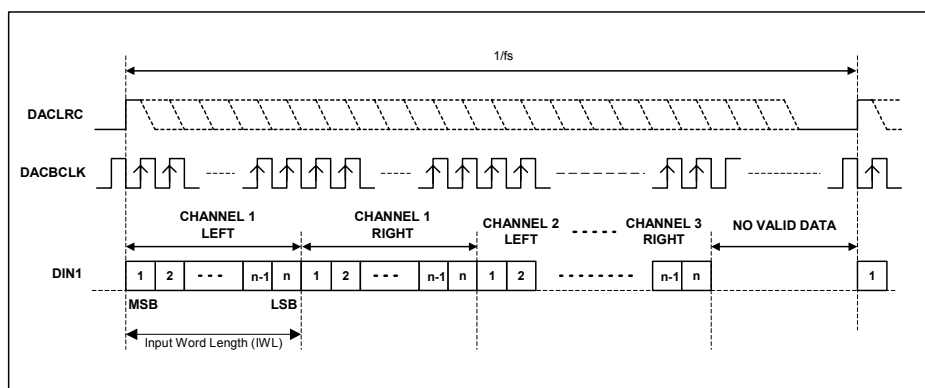 1/fs
DACLRC
DACBCLK
CHANNEL 1
LEFT
CHANNEL 1
RIGHT
CHANNEL 2
LEFT
CHANNEL 3
RIGHT
NO VALID DATA
DIN1
1 2 n-1 n 1 2 n-1 n 1 2 n-1 n 1
MSB LSB
Input Word Length (IWL)